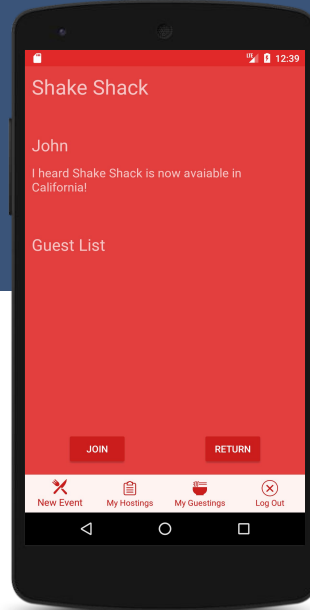 12:39
Shake Shack
John
I heard Shake Shack is now avaiable in
California!
Guest List
JOIN
RETURN
New Event
My Hostings
My Guestings
Log Out